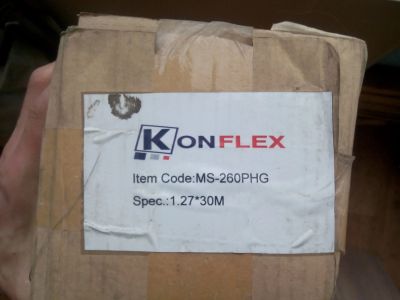 KONFLEX
Item Code:MS-260PHG
Spec.:1.27*30M